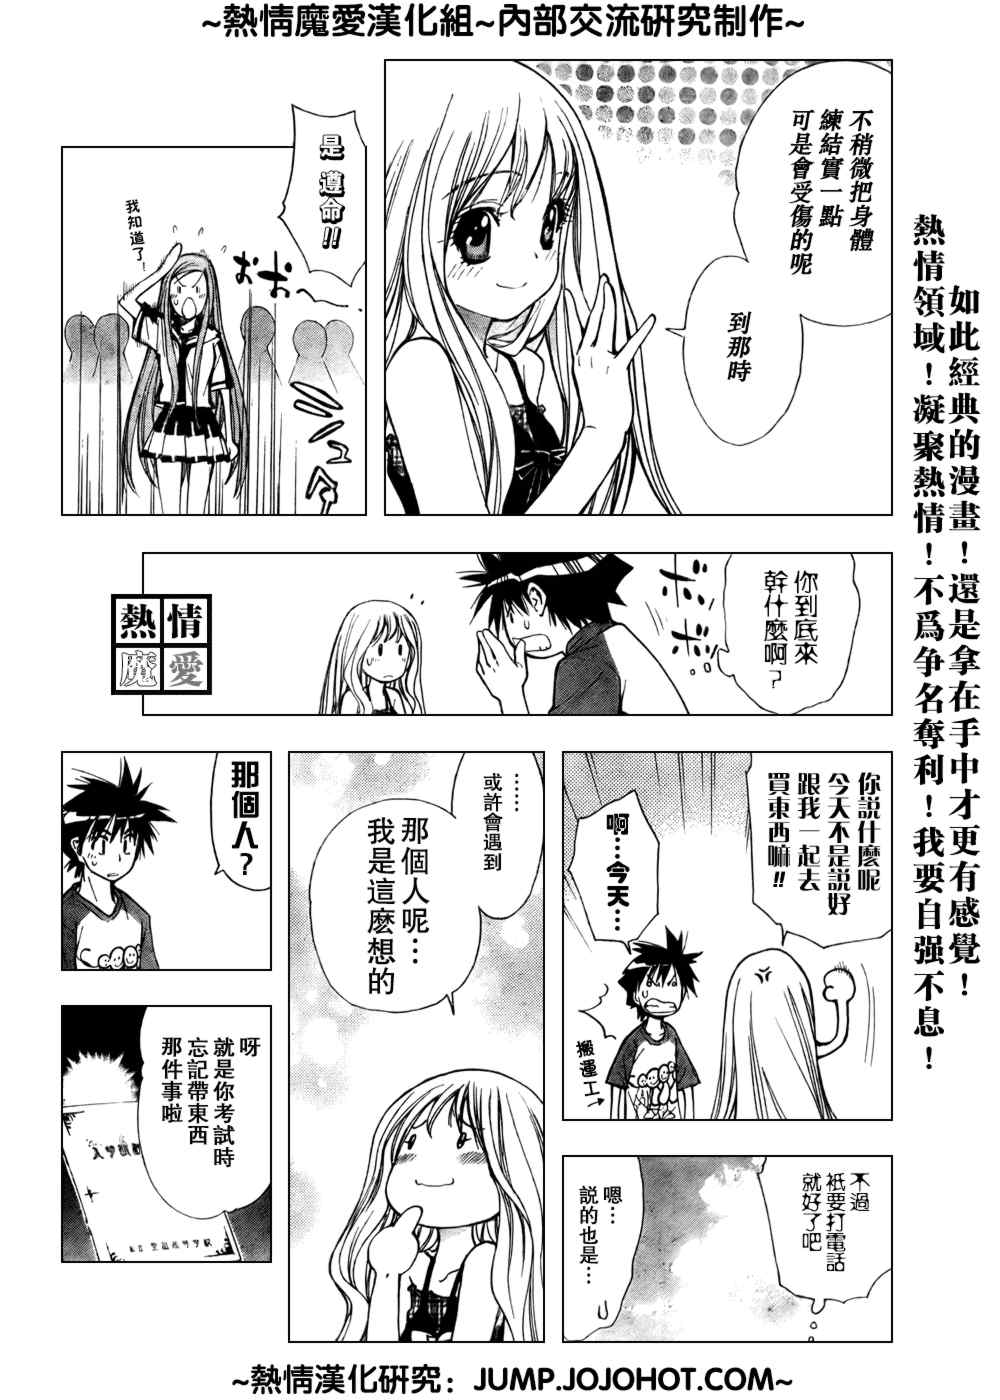 ~熱情魔愛漢化組~內部交流研究制作~
不稍微把身體
練結實一點
可是會受傷的呢
到那時
是 遵命!!
我知道了!
おお~
你到底來
幹什麼啊?
熱情
魔愛
你説什麼呢
今天不是説好
跟我一起去
買東西嘛!!
啊…今天…
搬運工
不過
衹要打電話
就好了吧
嗯…
説的也是…
……
或許會遇到
那個人呢…
我是這麼想的
那個人?
呀
就是你考試時
忘記帶東西
那件事啦
如此經典的漫畫!還是拿在手中才更有感覺!
熱情領域!凝聚熱情!不爲争名奪利!我要自强不息!
~熱情漢化研究：JUMP.JOJOHOT.COM~